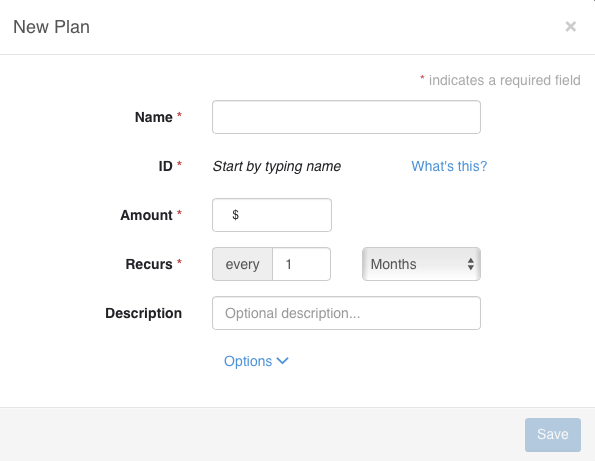 New Plan ×
* indicates a required field
Name *
ID * Start by typing name What's this?
Amount * $
Recurs * every 1 Months
Description Optional description...
Options
Save